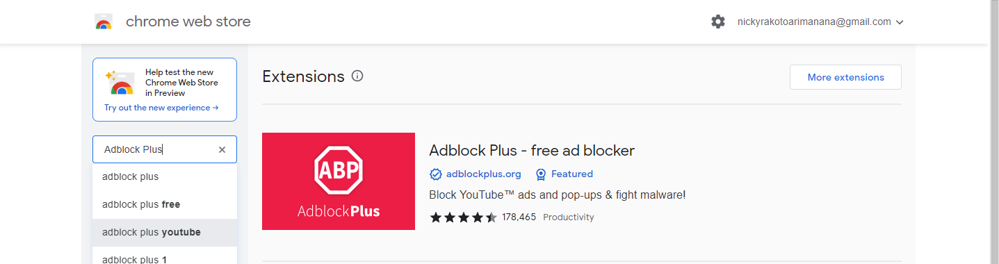 chrome web store
nickyrakotoarimanana@gmail.com
Help test the new
Chrome Web Store
in Preview
Try out the new experience →
Adblock Plus
adblock plus
adblock plus free
adblock plus youtube
adblock plus 1
Extensions
More extensions
ABP
AdblockPlus
Adblock Plus - free ad blocker
adblockplus.org Featured
Block YouTube™ ads and pop-ups & fight malware!
178,465 Productivity